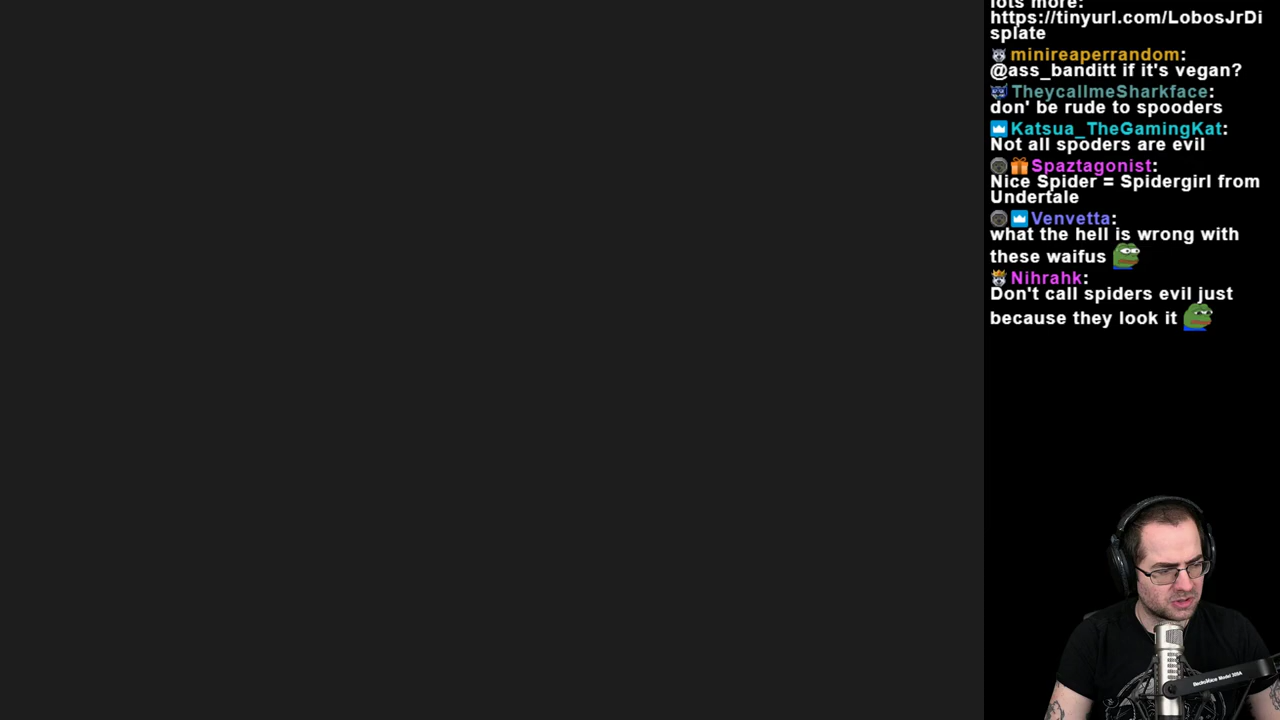 lots more:
https://tinyurl.com/LobosJrDi
splate
minireaperrandom:
@ass_banditt if it's vegan?
TheycallmeSharkface:
don' be rude to spooders
Katsua_TheGamingKat:
Not all spoders are evil
Spaztagonist:
Nice Spider = Spidergirl from
Undertale
Venvetta:
what the hell is wrong with
these waifus
Nihrahk:
Don't call spiders evil just
because they look it